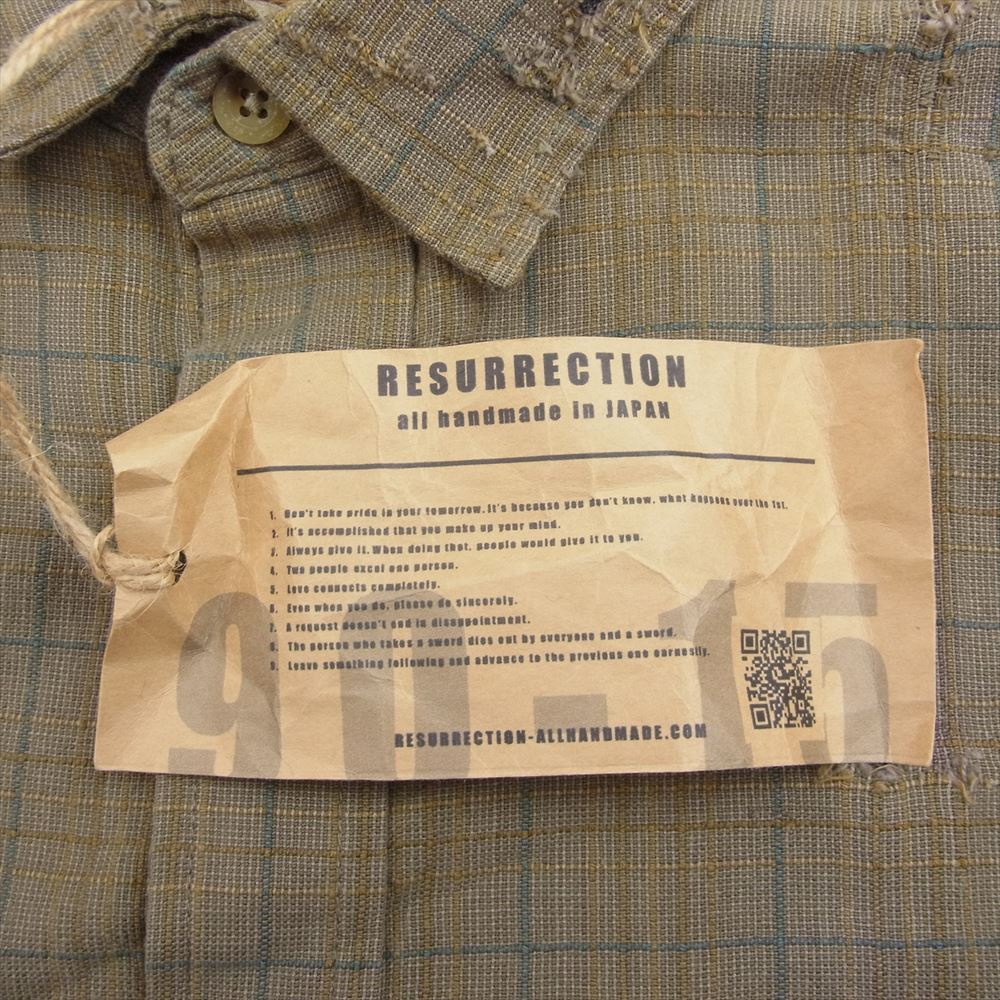 RESURRECTION
all handmade in JAPAN
1. Don't take pride in your tomorrow. It's because you don't know, what happens over the 1st.
2. It's accomplished that you make up your mind.
3. Always give it. When doing that, people would give it to you.
4. Two people excel one person.
5. Love connects completely.
6. Even when you do, please do sincerely.
7. A request doesn't end in disappointment.
8. The person who takes a sword dies out by everyone and a sword.
9. Leave something following and advance to the previous one earnestly.
90-15
RESURRECTION-ALLHANDMADE.COM